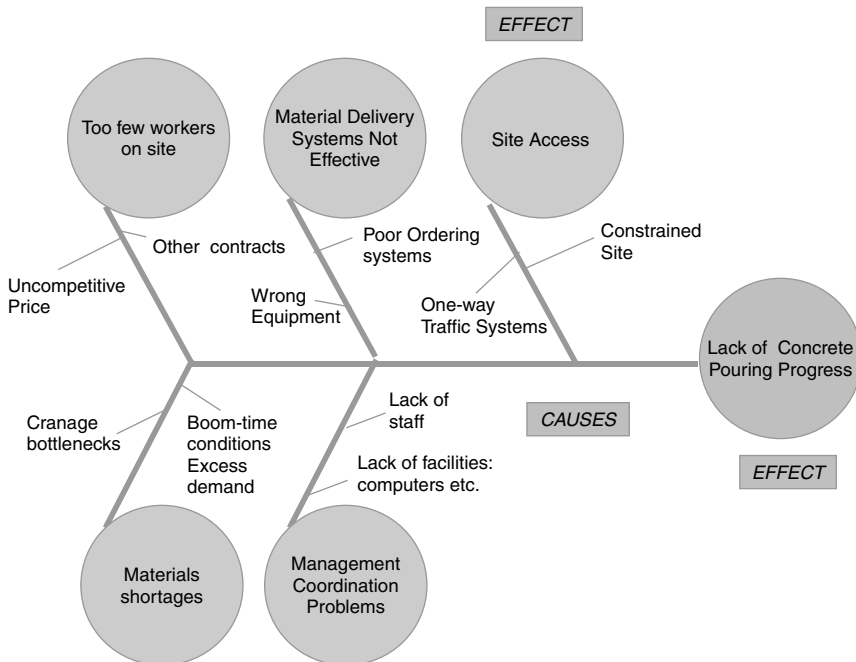 EFFECT
Too few workers
on site
Material Delivery
Systems Not
Effective
Site Access
Other contracts
Uncompetitive
Price
Poor Ordering
systems
Wrong
Equipment
Constrained
Site
One-way
Traffic Systems
Lack of Concrete
Pouring Progress
Cranage
bottlenecks
Boom-time
conditions
Excess
demand
Lack of
staff
Lack of facilities:
computers etc.
CAUSES
EFFECT
Materials
shortages
Management
Coordination
Problems